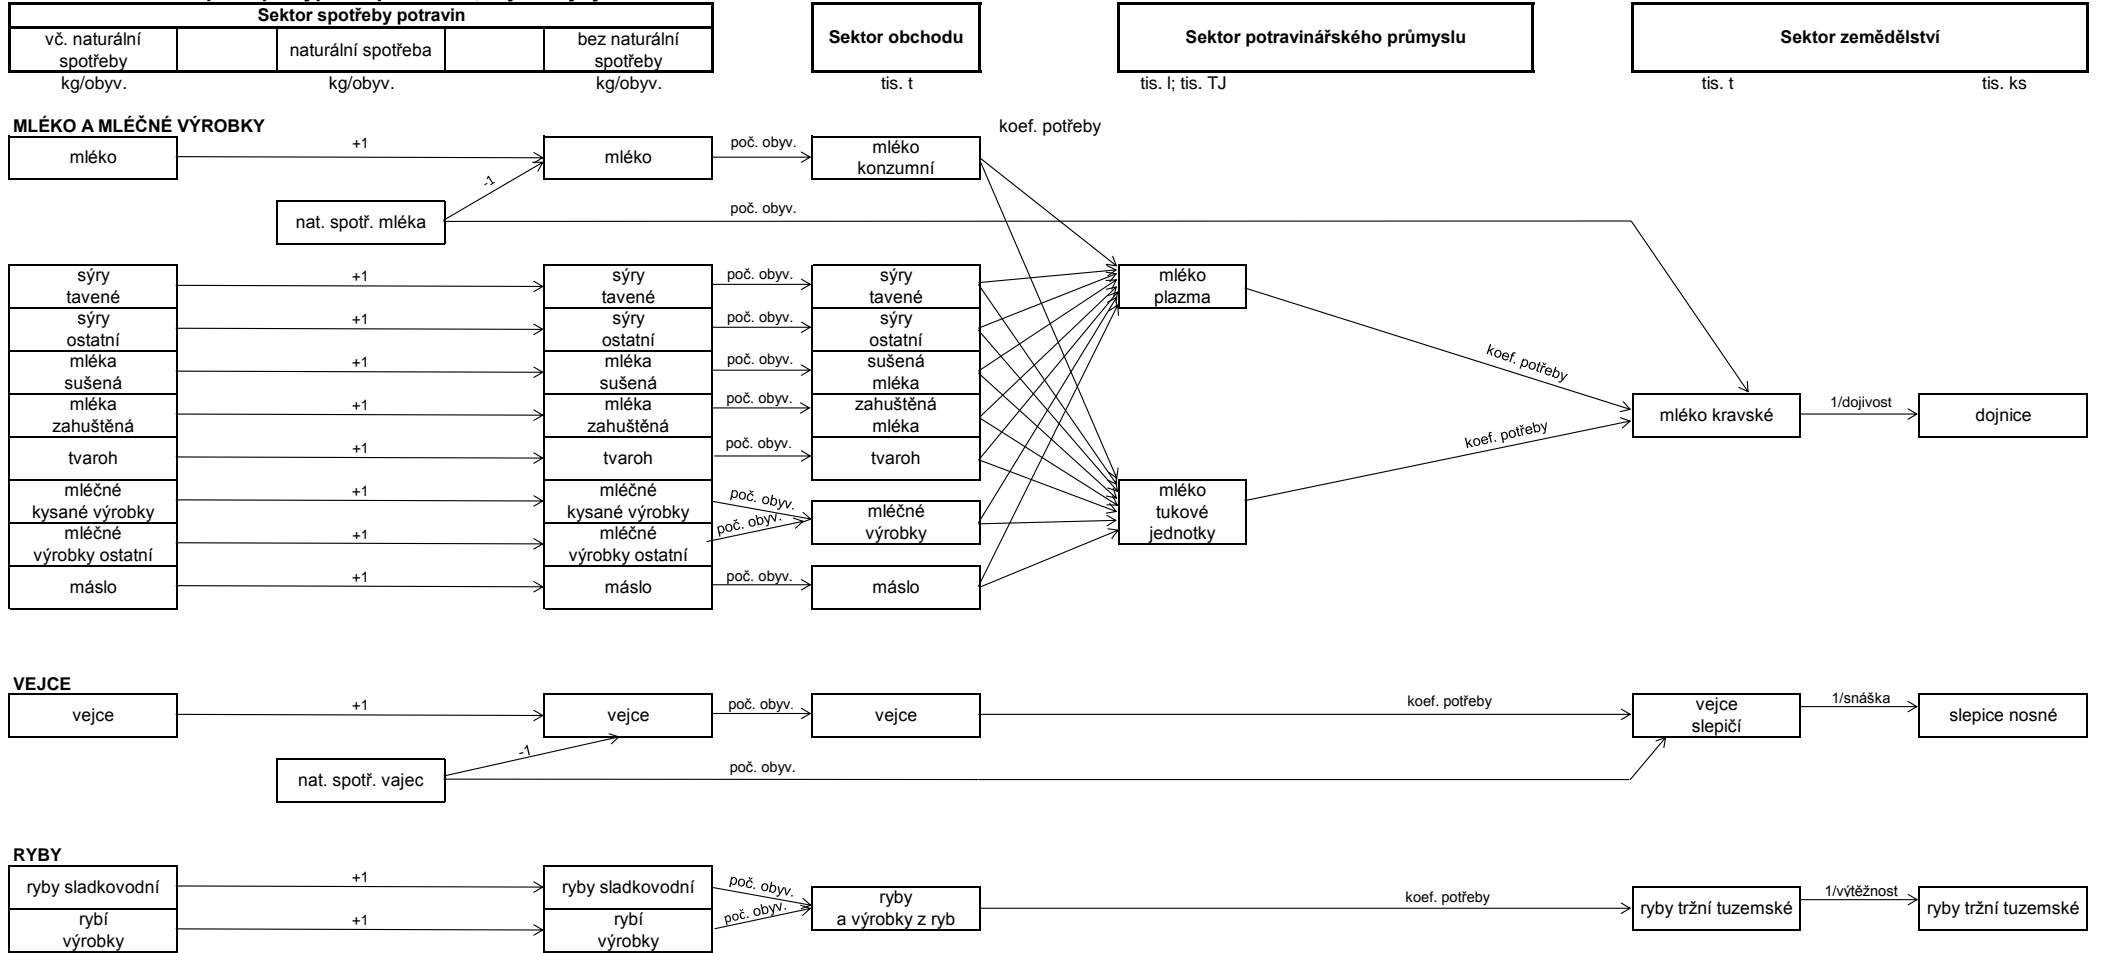 Sektor spotřeby potravin
vč. naturální
spotřeby
naturální spotřeba
bez naturální
spotřeby
Sektor obchodu
Sektor potravinářského průmyslu
Sektor zemědělství
kg/obyv.
kg/obyv.
kg/obyv.
tis. t
tis. l; tis. TJ
tis. t
tis. ks
MLÉKO A MLÉČNÉ VÝROBKY
koef. potřeby
mléko
+1
mléko
poč. obyv.
mléko
konzumní
-1
nat. spotř. mléka
poč. obyv.
sýry
tavené
+1
sýry
tavené
poč. obyv.
sýry
tavené
mléko
plazma
sýry
ostatní
+1
sýry
ostatní
poč. obyv.
sýry
ostatní
mléka
sušená
+1
mléka
sušená
poč. obyv.
sušená
mléka
koef. potřeby
mléka
zahuštěná
+1
mléka
zahuštěná
poč. obyv.
zahuštěná
mléka
mléko kravské
1/dojivost
dojnice
koef. potřeby
tvaroh
+1
tvaroh
poč. obyv.
tvaroh
mléčné
kysané výrobky
+1
mléčné
kysané výrobky
poč. obyv.
mléčné
výrobky
mléko
tukové
jednotky
mléčné
výrobky ostatní
+1
mléčné
výrobky ostatní
poč. obyv.
máslo
+1
máslo
poč. obyv.
máslo
VEJCE
vejce
+1
vejce
poč. obyv.
vejce
koef. potřeby
vejce
slepičí
1/snáška
slepice nosné
-1
nat. spotř. vajec
poč. obyv.
RYBY
ryby sladkovodní
+1
ryby sladkovodní
poč. obyv.
ryby
a výrobky z ryb
koef. potřeby
ryby tržní tuzemské
1/výtěžnost
ryby tržní tuzemské
rybí
výrobky
+1
rybí
výrobky
poč. obyv.